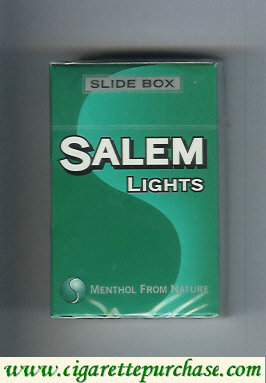 SLIDE BOX
SALEM
LIGHTS
MENTHOL FROM NATURE
www.cigarettepurchase.com